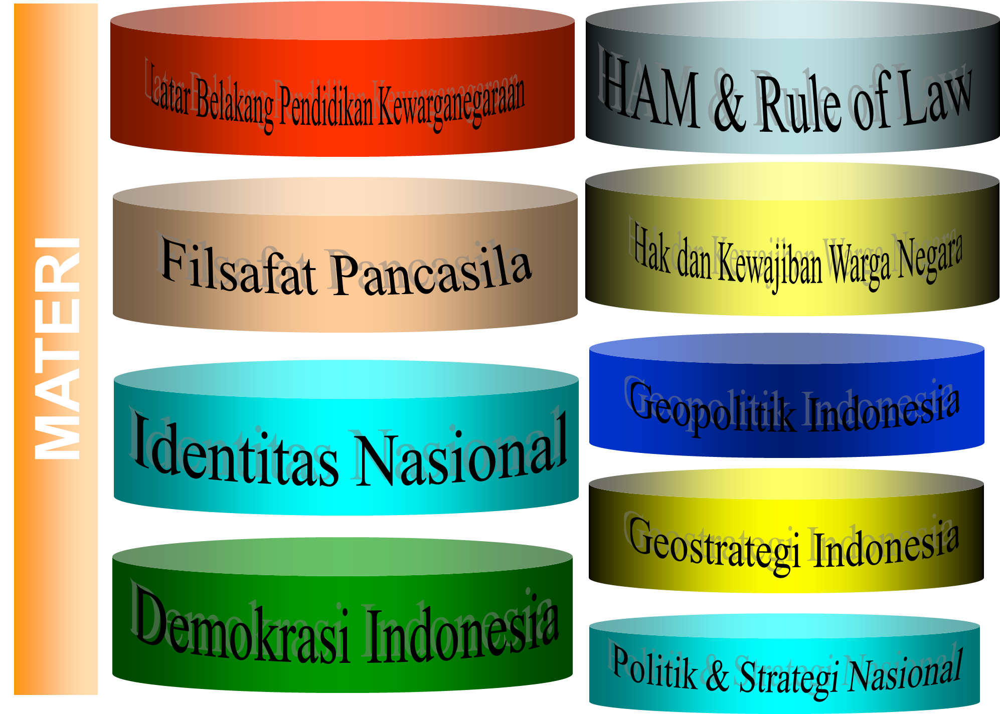 MATERI
Latar Belakang Pendidikan Kewarganegaraan
Filsafat Pancasila
Identitas Nasional
Demokrasi Indonesia
HAM & Rule of Law
Hak dan Kewajiban Warga Negara
Geopolitik Indonesia
Geostrategi Indonesia
Politik & Strategi Nasional